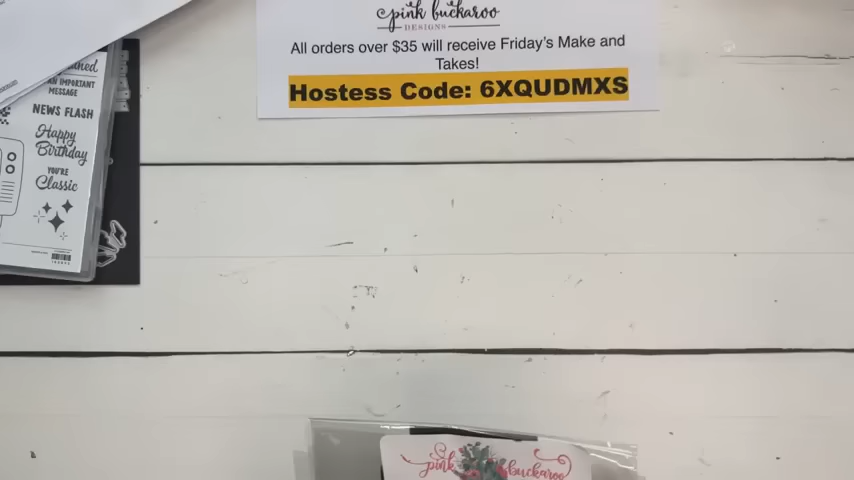 pink buckaroo
DESIGNS
All orders over $35 will receive Friday's Make and
Takes!
Hostess Code: 6XQUDMXS
AN IMPORTANT
MESSAGE
NEWS FLASH
Happy
Birthday
YOU'RE
Classic
pink buckaroo